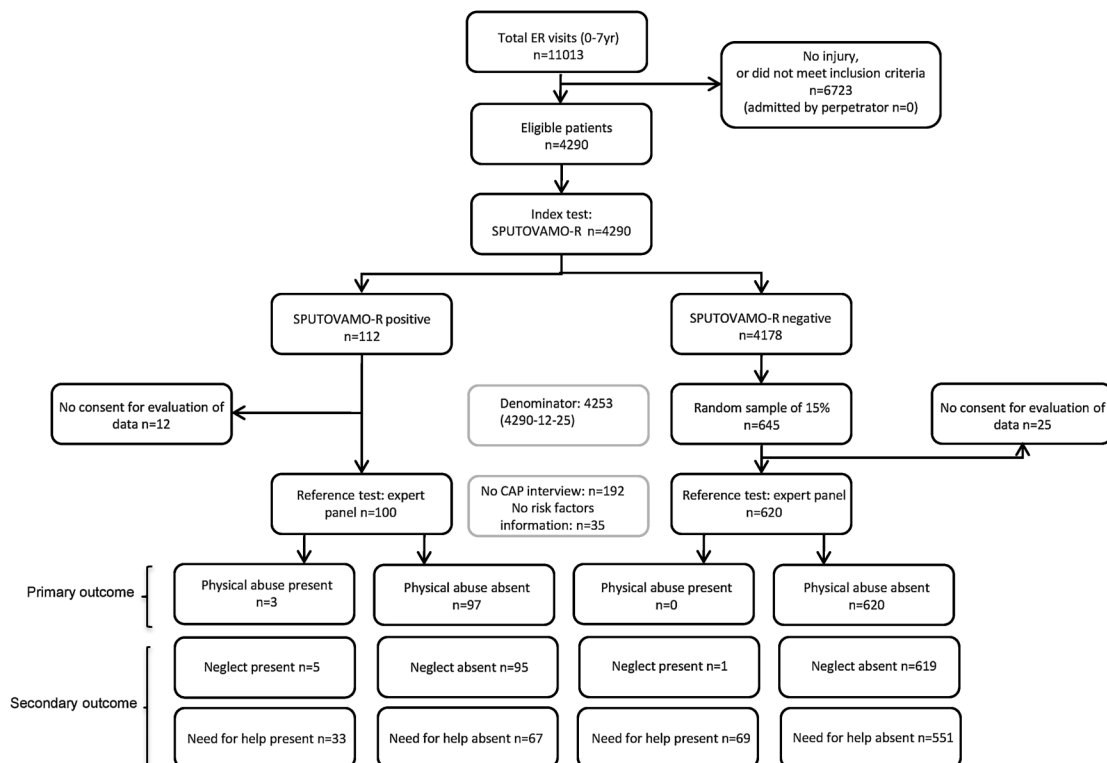 Total ER visits (0-7yr)
n=11013
No injury,
or did not meet inclusion criteria
n=6723
(admitted by perpetrator n=0)
Eligible patients
n=4290
Index test:
SPUTOVAMO-R n=4290
SPUTOVAMO-R positive
n=112
SPUTOVAMO-R negative
n=4178
No consent for evaluation of
data n=12
Denominator: 4253
(4290-12-25)
Random sample of 15%
n=645
No consent for evaluation of
data n=25
Reference test: expert
panel n=100
No CAP interview: n=192
No risk factors
information: n=35
Reference test: expert panel
n=620
Primary outcome
Physical abuse present
n=3
Physical abuse absent
n=97
Physical abuse present
n=0
Physical abuse absent
n=620
Secondary outcome
Neglect present n=5
Neglect absent n=95
Neglect present n=1
Neglect absent n=619
Need for help present n=33
Need for help absent n=67
Need for help present n=69
Need for help absent n=551